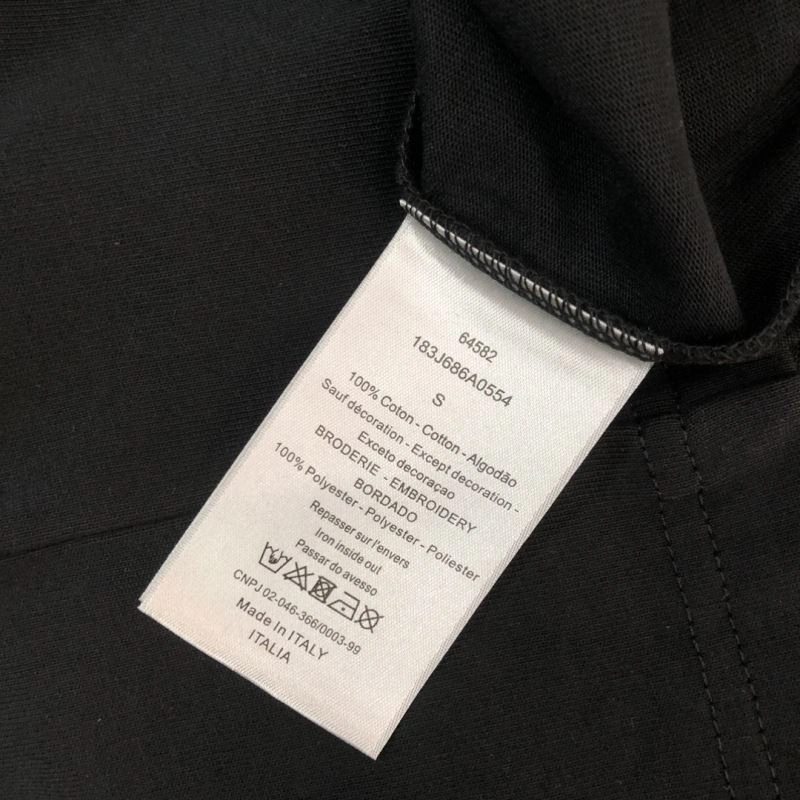 64582
183J686A0554
S
100% Coton - Cotton - Algodão
Sauf décoration - Except decoration -
Exceto decoraçao
BRODERIE - EMBROIDERY
BORDADO
100% Polyester - Polyester - Poliester
Repasser sur l'envers
Iron inside out
Passar do avesso
CNPJ 02-046-366/0003-99
Made in ITALY
ITALIA